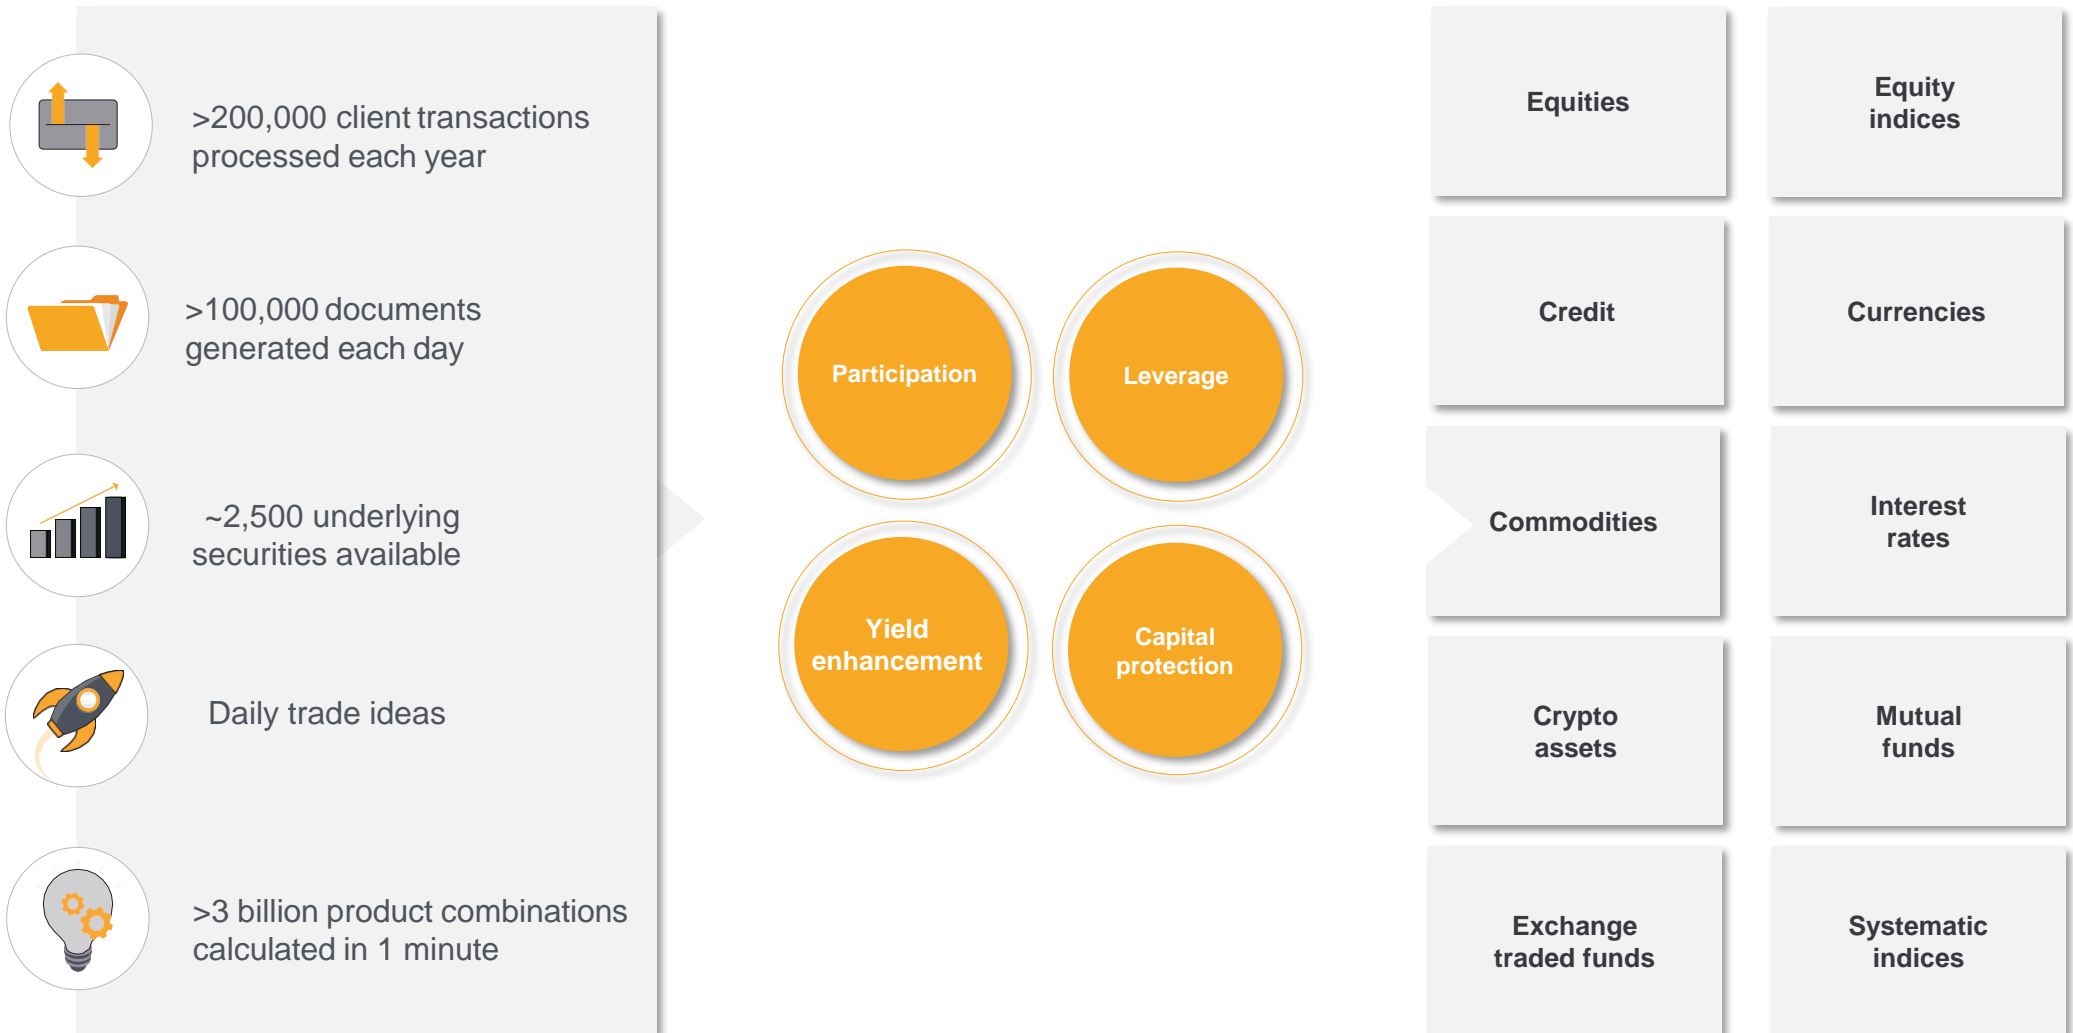 >200,000 client transactions
processed each year
>100,000 documents
generated each day
~2,500 underlying
securities available
Daily trade ideas
>3 billion product combinations
calculated in 1 minute
Participation
Leverage
Yield
enhancement
Capital
protection
Equities
Equity
indices
Credit
Currencies
Commodities
Interest
rates
Crypto
assets
Mutual
funds
Exchange
traded funds
Systematic
indices